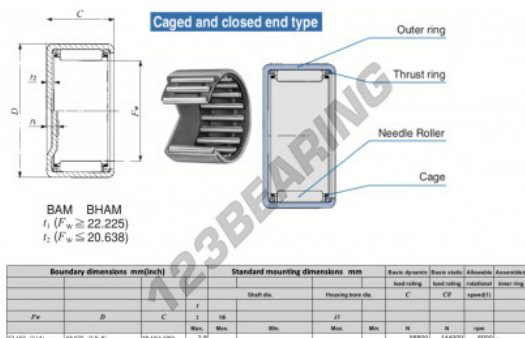 Caged and closed end type
C
t2
D
t1
Fw
Outer ring
Thrust ring
Needle Roller
Cage
BAM BHAM
t1 (Fw ≧ 22.225)
t2 (Fw ≦ 20.638)
123BEARING
Boundary dimensions mm(inch) Standard mounting dimensions mm Basic dynamic Basic static Allowable Assembled
load rating load rating rotational inner ring
Shaft dia. Housing bore dia. C C0 speed(1)
Fw D C
Max. Max. Min. Max. Min. N N rpm